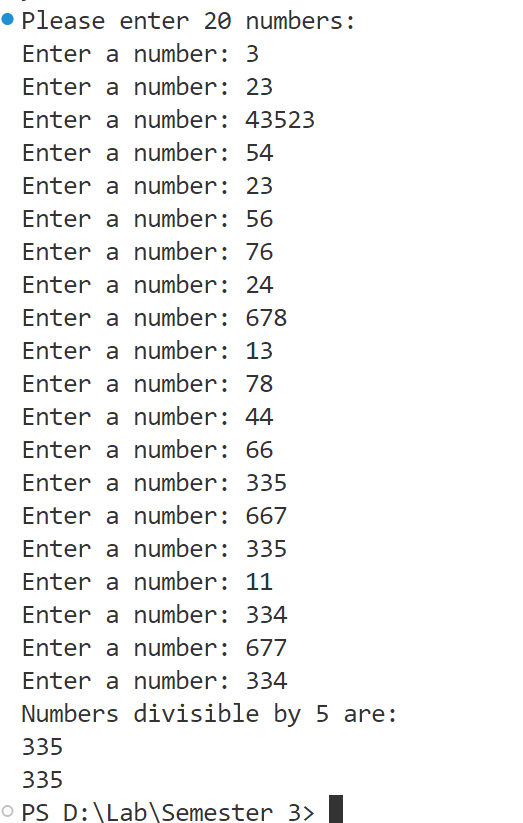 Please enter 20 numbers:
Enter a number: 3
Enter a number: 23
Enter a number: 43523
Enter a number: 54
Enter a number: 23
Enter a number: 56
Enter a number: 76
Enter a number: 24
Enter a number: 678
Enter a number: 13
Enter a number: 78
Enter a number: 44
Enter a number: 66
Enter a number: 335
Enter a number: 667
Enter a number: 335
Enter a number: 11
Enter a number: 334
Enter a number: 677
Enter a number: 334
Numbers divisible by 5 are:
335
335
PS D:\Lab\Semester 3>